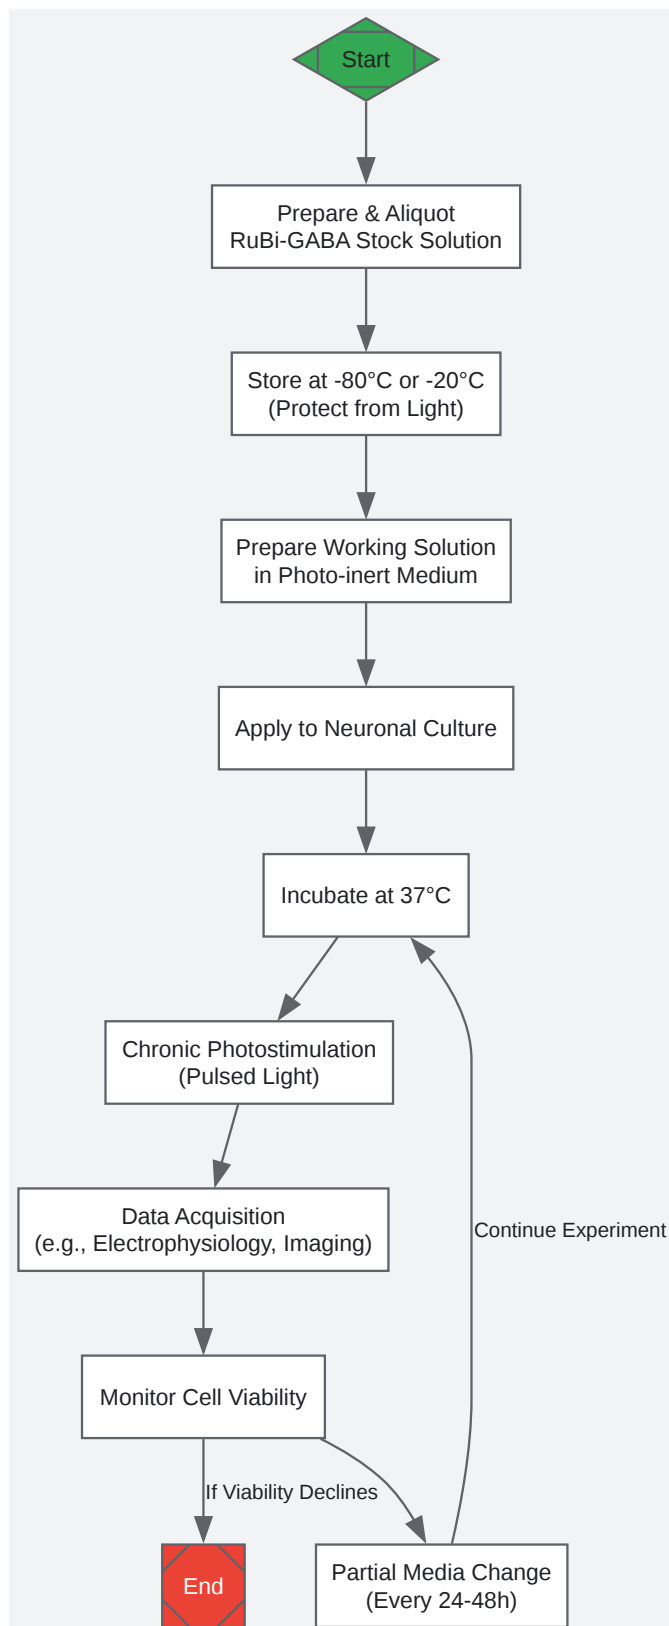 Start
Prepare & Aliquot
RuBi-GABA Stock Solution
Store at -80°C or -20°C
(Protect from Light)
Prepare Working Solution
in Photo-inert Medium
Apply to Neuronal Culture
Incubate at 37°C
Chronic Photostimulation
(Pulsed Light)
Data Acquisition
(e.g., Electrophysiology, Imaging)
Continue Experiment
Monitor Cell Viability
If Viability Declines
End
Partial Media Change
(Every 24-48h)